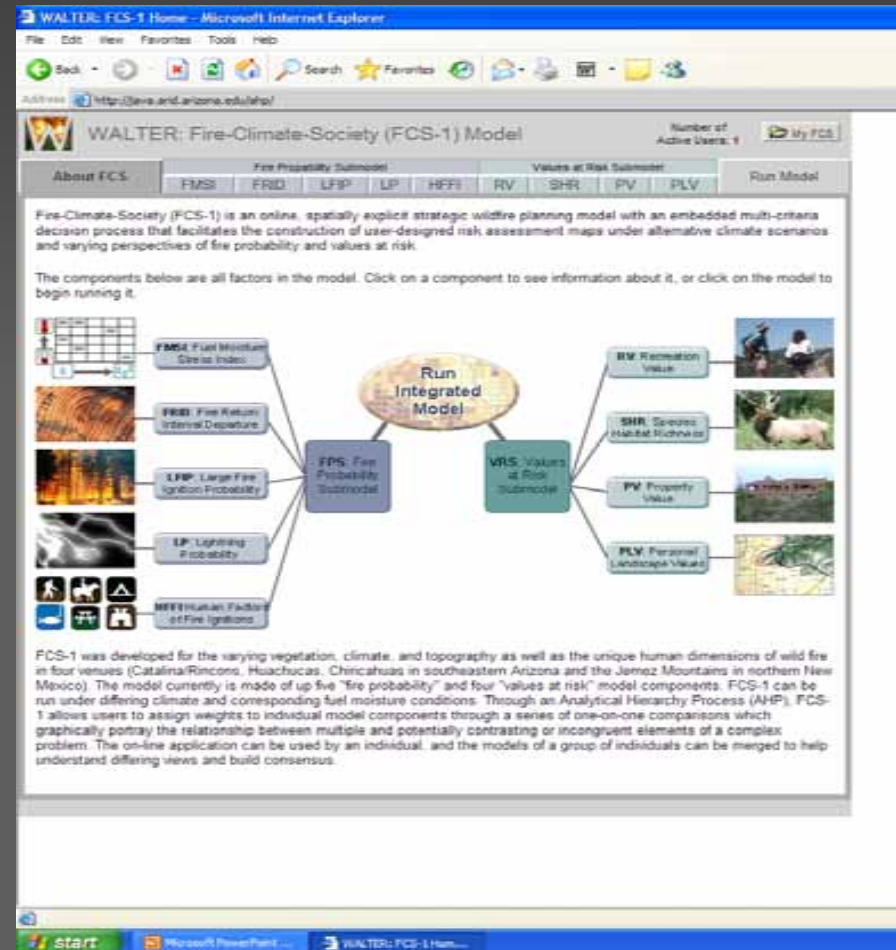 WALTER: FCS-1 Home - Microsoft Internet Explorer
File Edit View Favorites Tools Help
Back Search Favorites
Address http://java.arid.arizona.edu/ahp/
WALTER: Fire-Climate-Society (FCS-1) Model
Number of
Active Users: 1
My FCS
About FCS
Fire Propability Submodel
Values at Risk Submodel
Run Model
FMSI FRID LFIP LP HFFI RV SHR PV PLV
Fire-Climate-Society (FCS-1) is an online, spatially explicit strategic wildfire planning model with an embedded multi-criteria
decision process that facilitates the construction of user-designed risk assessment maps under alternative climate scenarios
and varying perspectives of fire probability and values at risk.
The components below are all factors in the model. Click on a component to see information about it, or click on the model to
begin running it.
FMSI: Fuel Moisture
Stress Index
FRID: Fire Return
Interval Departure
LFIP: Large Fire
Ignition Probability
LP: Lightning
Probability
HFFI: Human Factors
of Fire Ignitions
FPS: Fire
Probability
Submodel
Run
Integrated
Model
VRS: Values
at Risk
Submodel
RV: Recreation
Value
SHR: Species
Habitat Richness
PV: Property
Value
PLV: Personal
Landscape Values
FCS-1 was developed for the varying vegetation, climate, and topography as well as the unique human dimensions of wild fire
in four venues (Catalina/Rincons, Huachucas, Chiricahuas in southeastern Arizona and the Jemez Mountains in northern New
Mexico). The model currently is made of up five "fire probability" and four "values at risk" model components. FCS-1 can be
run under differing climate and corresponding fuel moisture conditions. Through an Analytical Hierarchy Process (AHP), FCS-
1 allows users to assign weights to individual model components through a series of one-on-one comparisons which
graphically portray the relationship between multiple and potentially contrasting or incongruent elements of a complex
problem. The on-line application can be used by an individual, and the models of a group of individuals can be merged to help
understand differing views and build consensus.
start
Microsoft PowerPoint ...
WALTER: FCS-1 Hom...